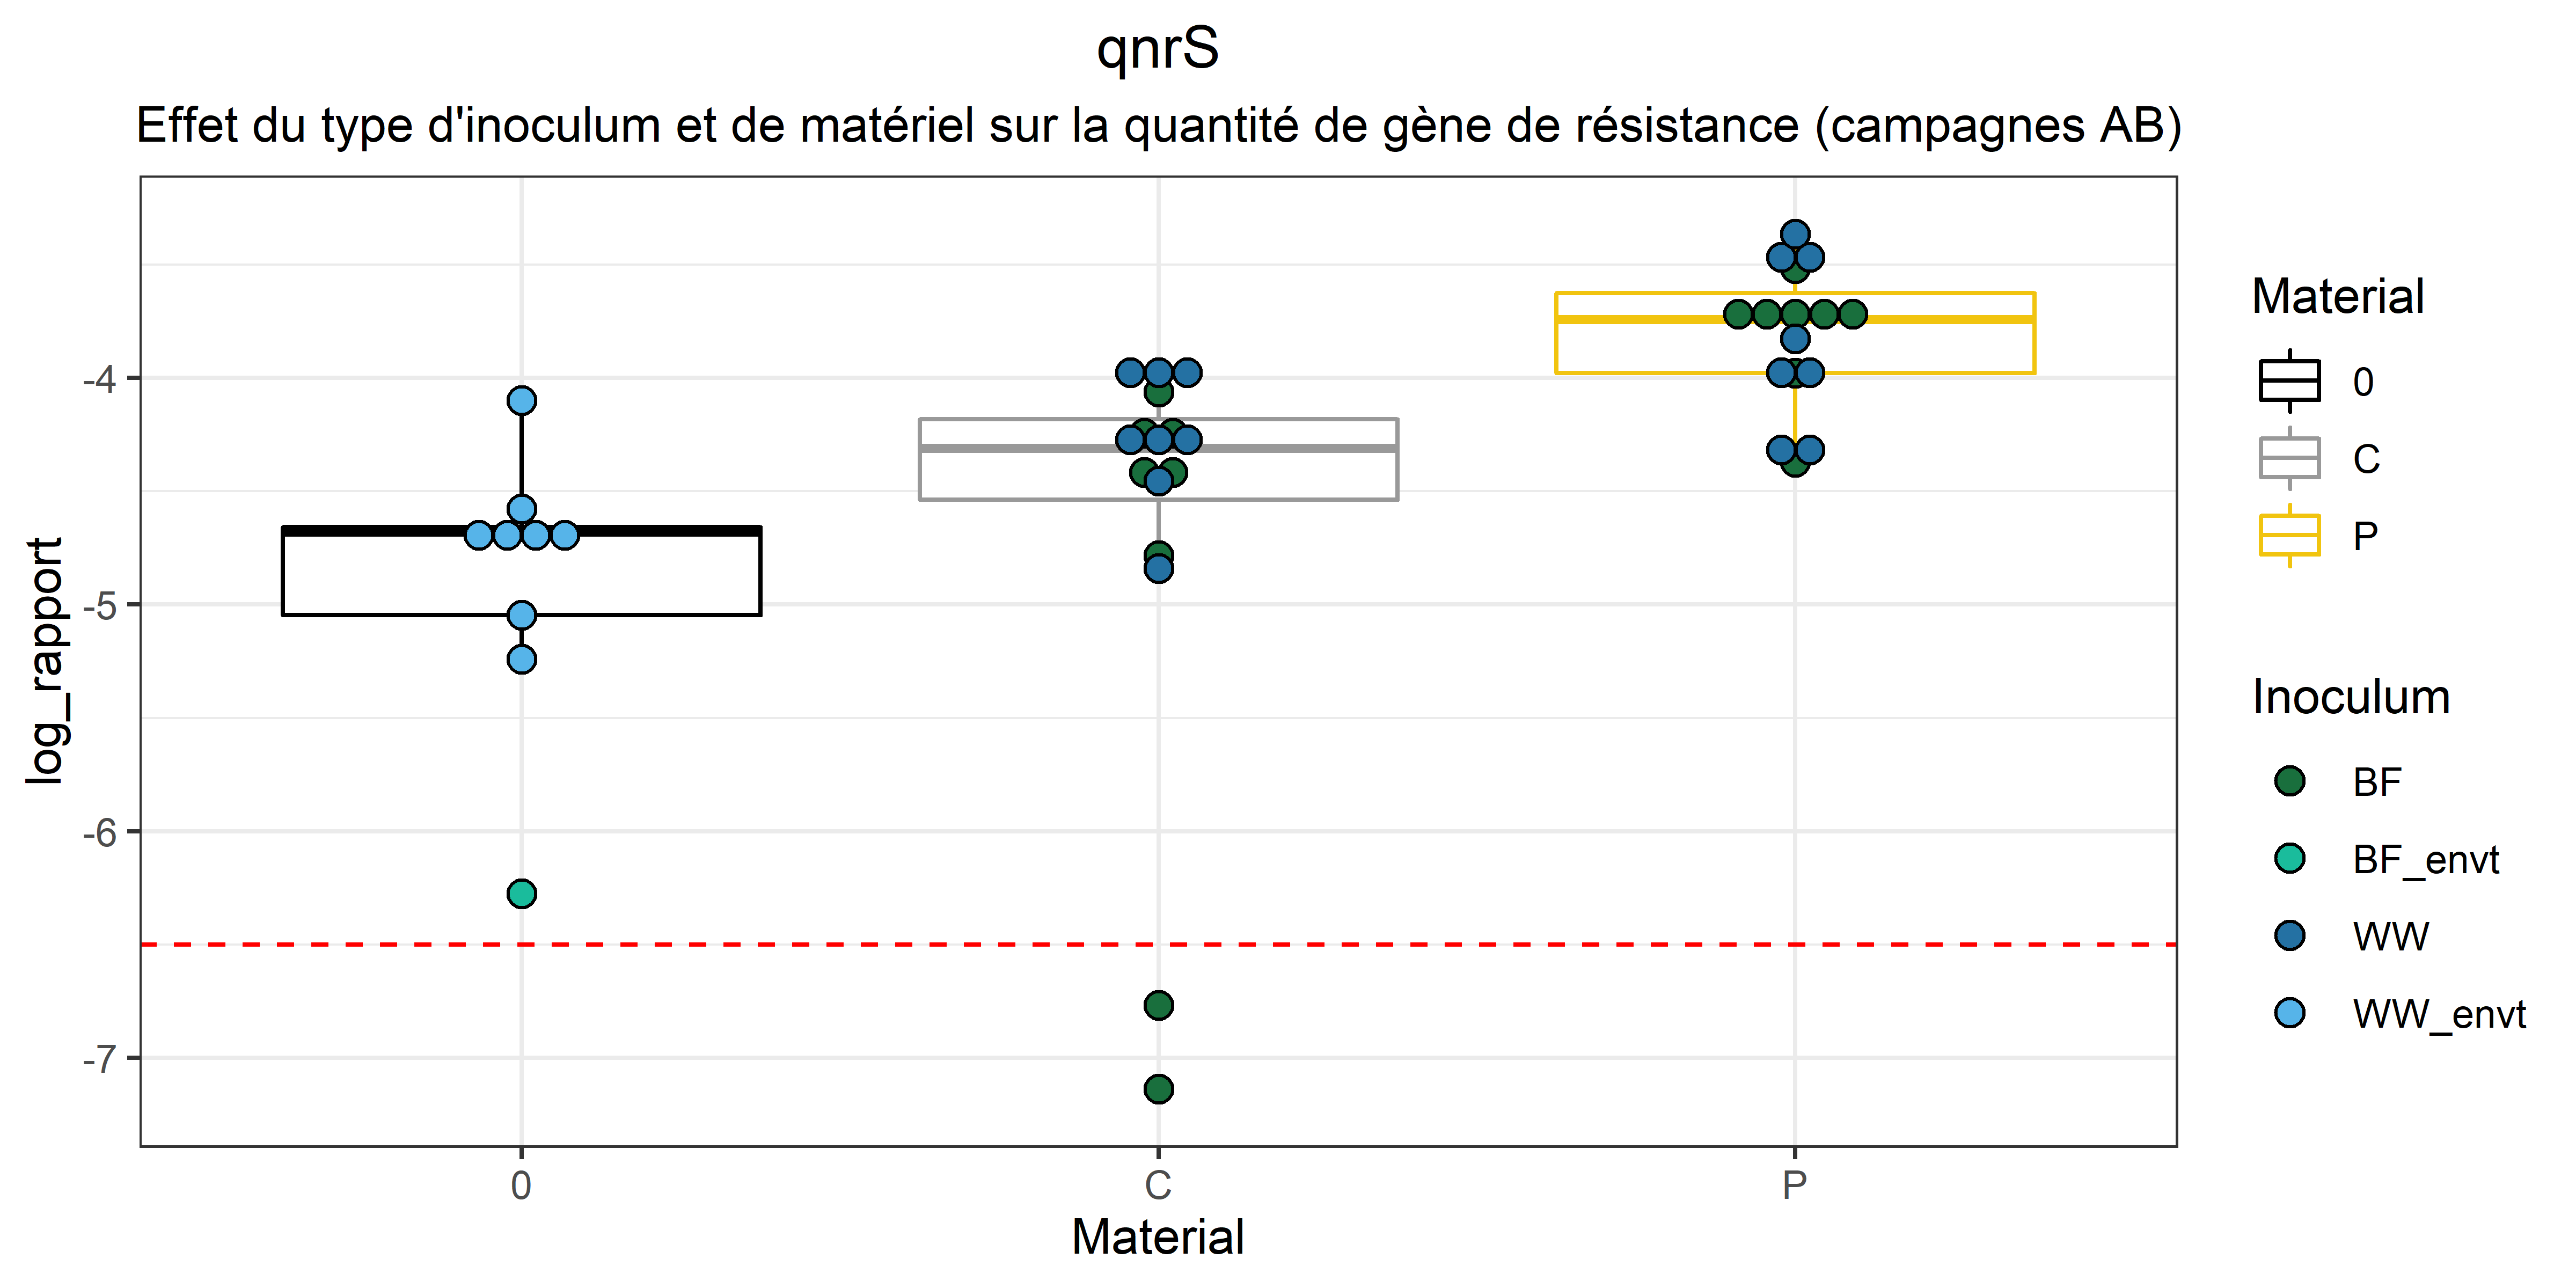 qnrS
Effet du type d'inoculum et de matériel sur la quantité de gène de résistance (campagnes AB)
log_rapport
-4
-5
-6
-7
0
C
P
Material
Material
0
C
P
Inoculum
BF
BF_envt
WW
WW_envt